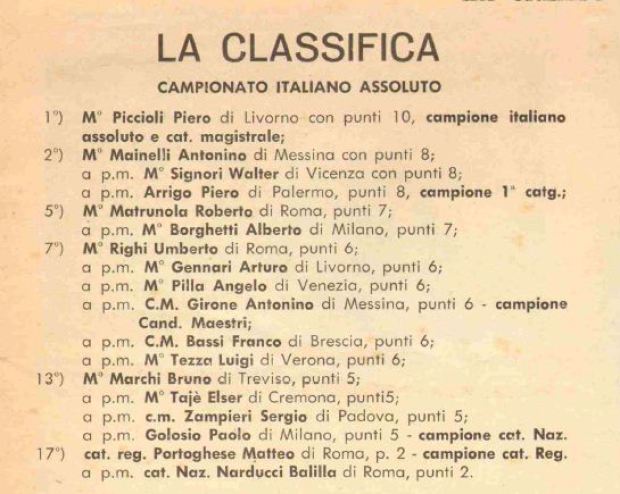 LA CLASSIFICA
CAMPIONATO ITALIANO ASSOLUTO
1°) M° Piccioli Piero di Livorno con punti 10, campione italiano
assoluto e cat. magistrale;
2°) M° Mainelli Antonino di Messina con punti 8;
a p.m. M° Signori Walter di Vicenza con punti 8;
a p.m. Arrigo Piero di Palermo, punti 8, campione 1ª catg.;
5°) M° Matrunola Roberto di Roma, punti 7;
a p.m. M° Borghetti Alberto di Milano, punti 7;
7°) M° Righi Umberto di Roma, punti 6;
a p.m. M° Gennari Arturo di Livorno, punti 6;
a p.m. M° Pilla Angelo di Venezia, punti 6;
a p.m. C.M. Girone Antonino di Messina, punti 6 - campione
Cand. Maestri;
a p.m. C.M. Bassi Franco di Brescia, punti 6;
a p.m. M° Tezza Luigi di Verona, punti 6;
13°) M° Marchi Bruno di Treviso, punti 5;
a p.m. M° Tajè Elser di Cremona, punti5;
a p.m. c.m. Zampieri Sergio di Padova, punti 5;
a p.m. Golosio Paolo di Milano, punti 5 - campione cat. Naz.
17°) cat. reg. Portoghese Matteo di Roma, p. 2 - campione cat. Reg.
a p.m. cat. Naz. Narducci Balilla di Roma, punti 2.